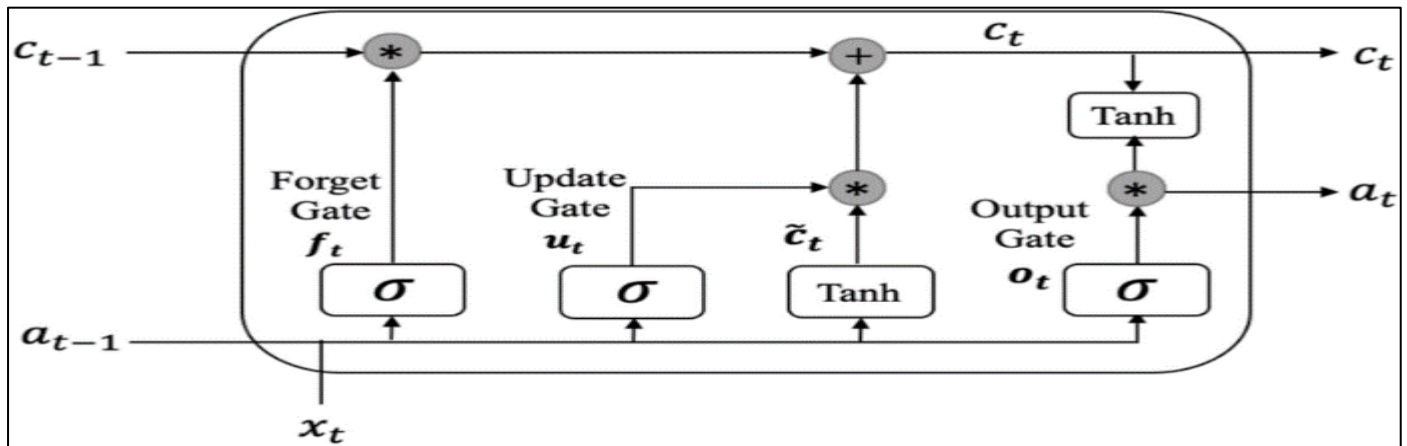 c_{t-1}
*
+
c_t
c_t
Tanh
Forget
Gate
f_t
Update
Gate
u_t
*
c̃_t
*
a_t
Output
Gate
o_t
σ
σ
Tanh
σ
a_{t-1}
x_t